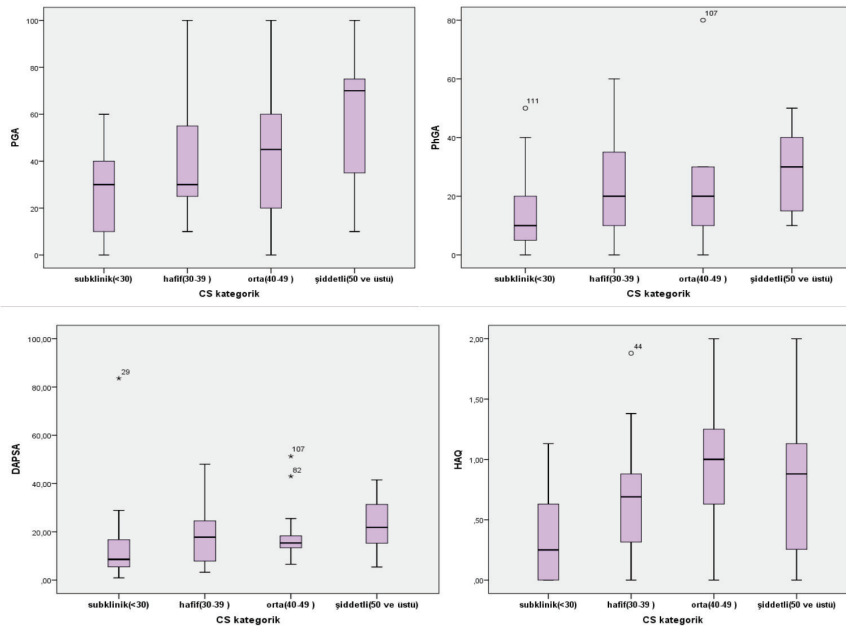 100
80
60
40
20
0
PGA
subklinik(<30)
hafif(30-39 )
orta(40-49 )
şiddetli(50 ve üstü)
CS kategorik
80
60
40
20
0
PhGA
111
107
subklinik(<30)
hafif(30-39 )
orta(40-49 )
şiddetli(50 ve üstü)
CS kategorik
100,00
80,00
60,00
40,00
20,00
,00
DAPSA
29
107
82
subklinik(<30)
hafif(30-39 )
orta(40-49 )
şiddetli(50 ve üstü)
CS kategorik
2,00
1,50
1,00
,50
,00
HAQ
44
subklinik(<30)
hafif(30-39 )
orta(40-49 )
şiddetli(50 ve üstü)
CS kategorik